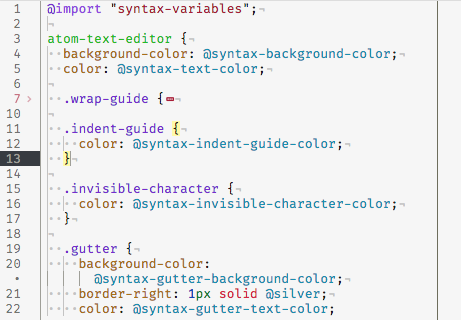 1 @import "syntax-variables";¬
2 ¬
3 atom-text-editor {¬
4 ··background-color: @syntax-background-color;¬
5 ··color: @syntax-text-color;¬
6 ¬
7 › ··.wrap-guide {¬
10 ¬
11 ··.indent-guide {¬
12 ····color: @syntax-indent-guide-color;¬
13 ··}¬
14 ¬
15 ··.invisible-character {¬
16 ····color: @syntax-invisible-character-color;¬
17 ··}¬
18 ¬
19 ··.gutter {¬
20 ····background-color:
• @syntax-gutter-background-color;¬
21 ····border-right: 1px solid @silver;¬
22 ····color: @syntax-gutter-text-color;